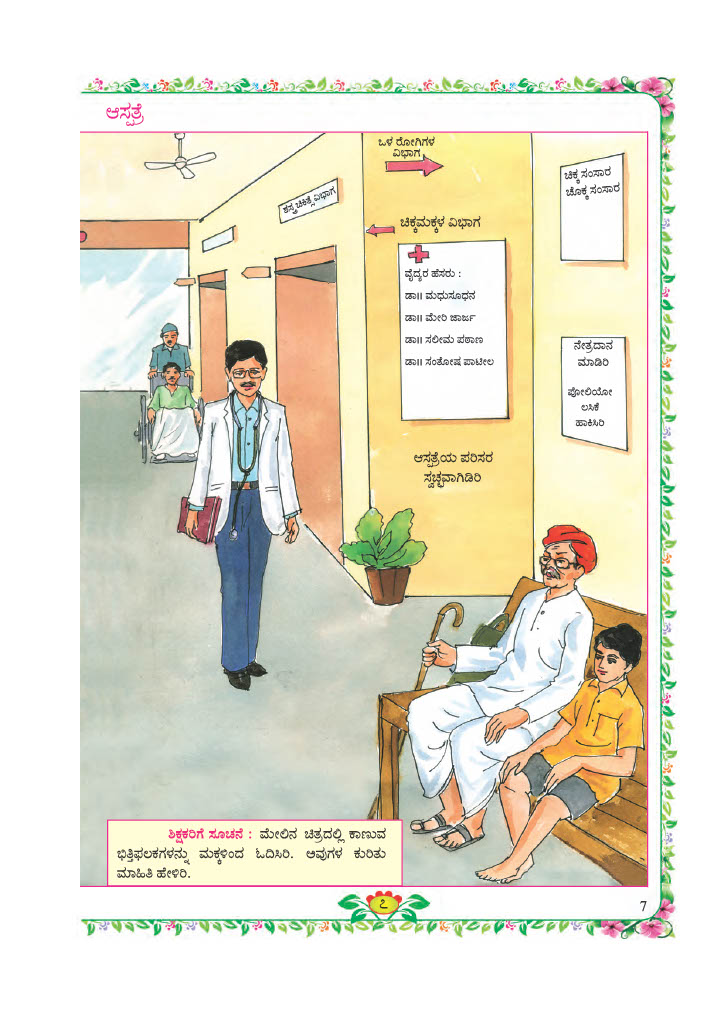 ಆಸ್ಪತ್ರೆ
ಒಳ ರೋಗಿಗಳ
ವಿಭಾಗ
ಶಸ್ತ್ರ ಚಿಕಿತ್ಸೆ ವಿಭಾಗ
ಚಿಕ್ಕಮಕ್ಕಳ ವಿಭಾಗ
ಚಿಕ್ಕ ಸಂಸಾರ
ಚೊಕ್ಕ ಸಂಸಾರ
ವೈದ್ಯರ ಹೆಸರು :
ಡಾ॥ ಮಧುಸೂಧನ
ಡಾ॥ ಮೇರಿ ಜಾರ್ಜ
ಡಾ॥ ಸಲೀಮ ಪಠಾಣ
ಡಾ॥ ಸಂತೋಷ ಪಾಟೀಲ
ನೇತ್ರದಾನ
ಮಾಡಿರಿ
ಪೋಲಿಯೋ
ಲಸಿಕೆ
ಹಾಕಿಸಿರಿ
ಆಸ್ಪತ್ರೆಯ ಪರಿಸರ
ಸ್ವಚ್ಛವಾಗಿಡಿರಿ
ಶಿಕ್ಷಕರಿಗೆ ಸೂಚನೆ : ಮೇಲಿನ ಚಿತ್ರದಲ್ಲಿ ಕಾಣುವ
ಭಿತ್ತಿಫಲಕಗಳನ್ನು ಮಕ್ಕಳಿಂದ ಓದಿಸಿರಿ. ಅವುಗಳ ಕುರಿತು
ಮಾಹಿತಿ ಹೇಳಿರಿ.
೭
7